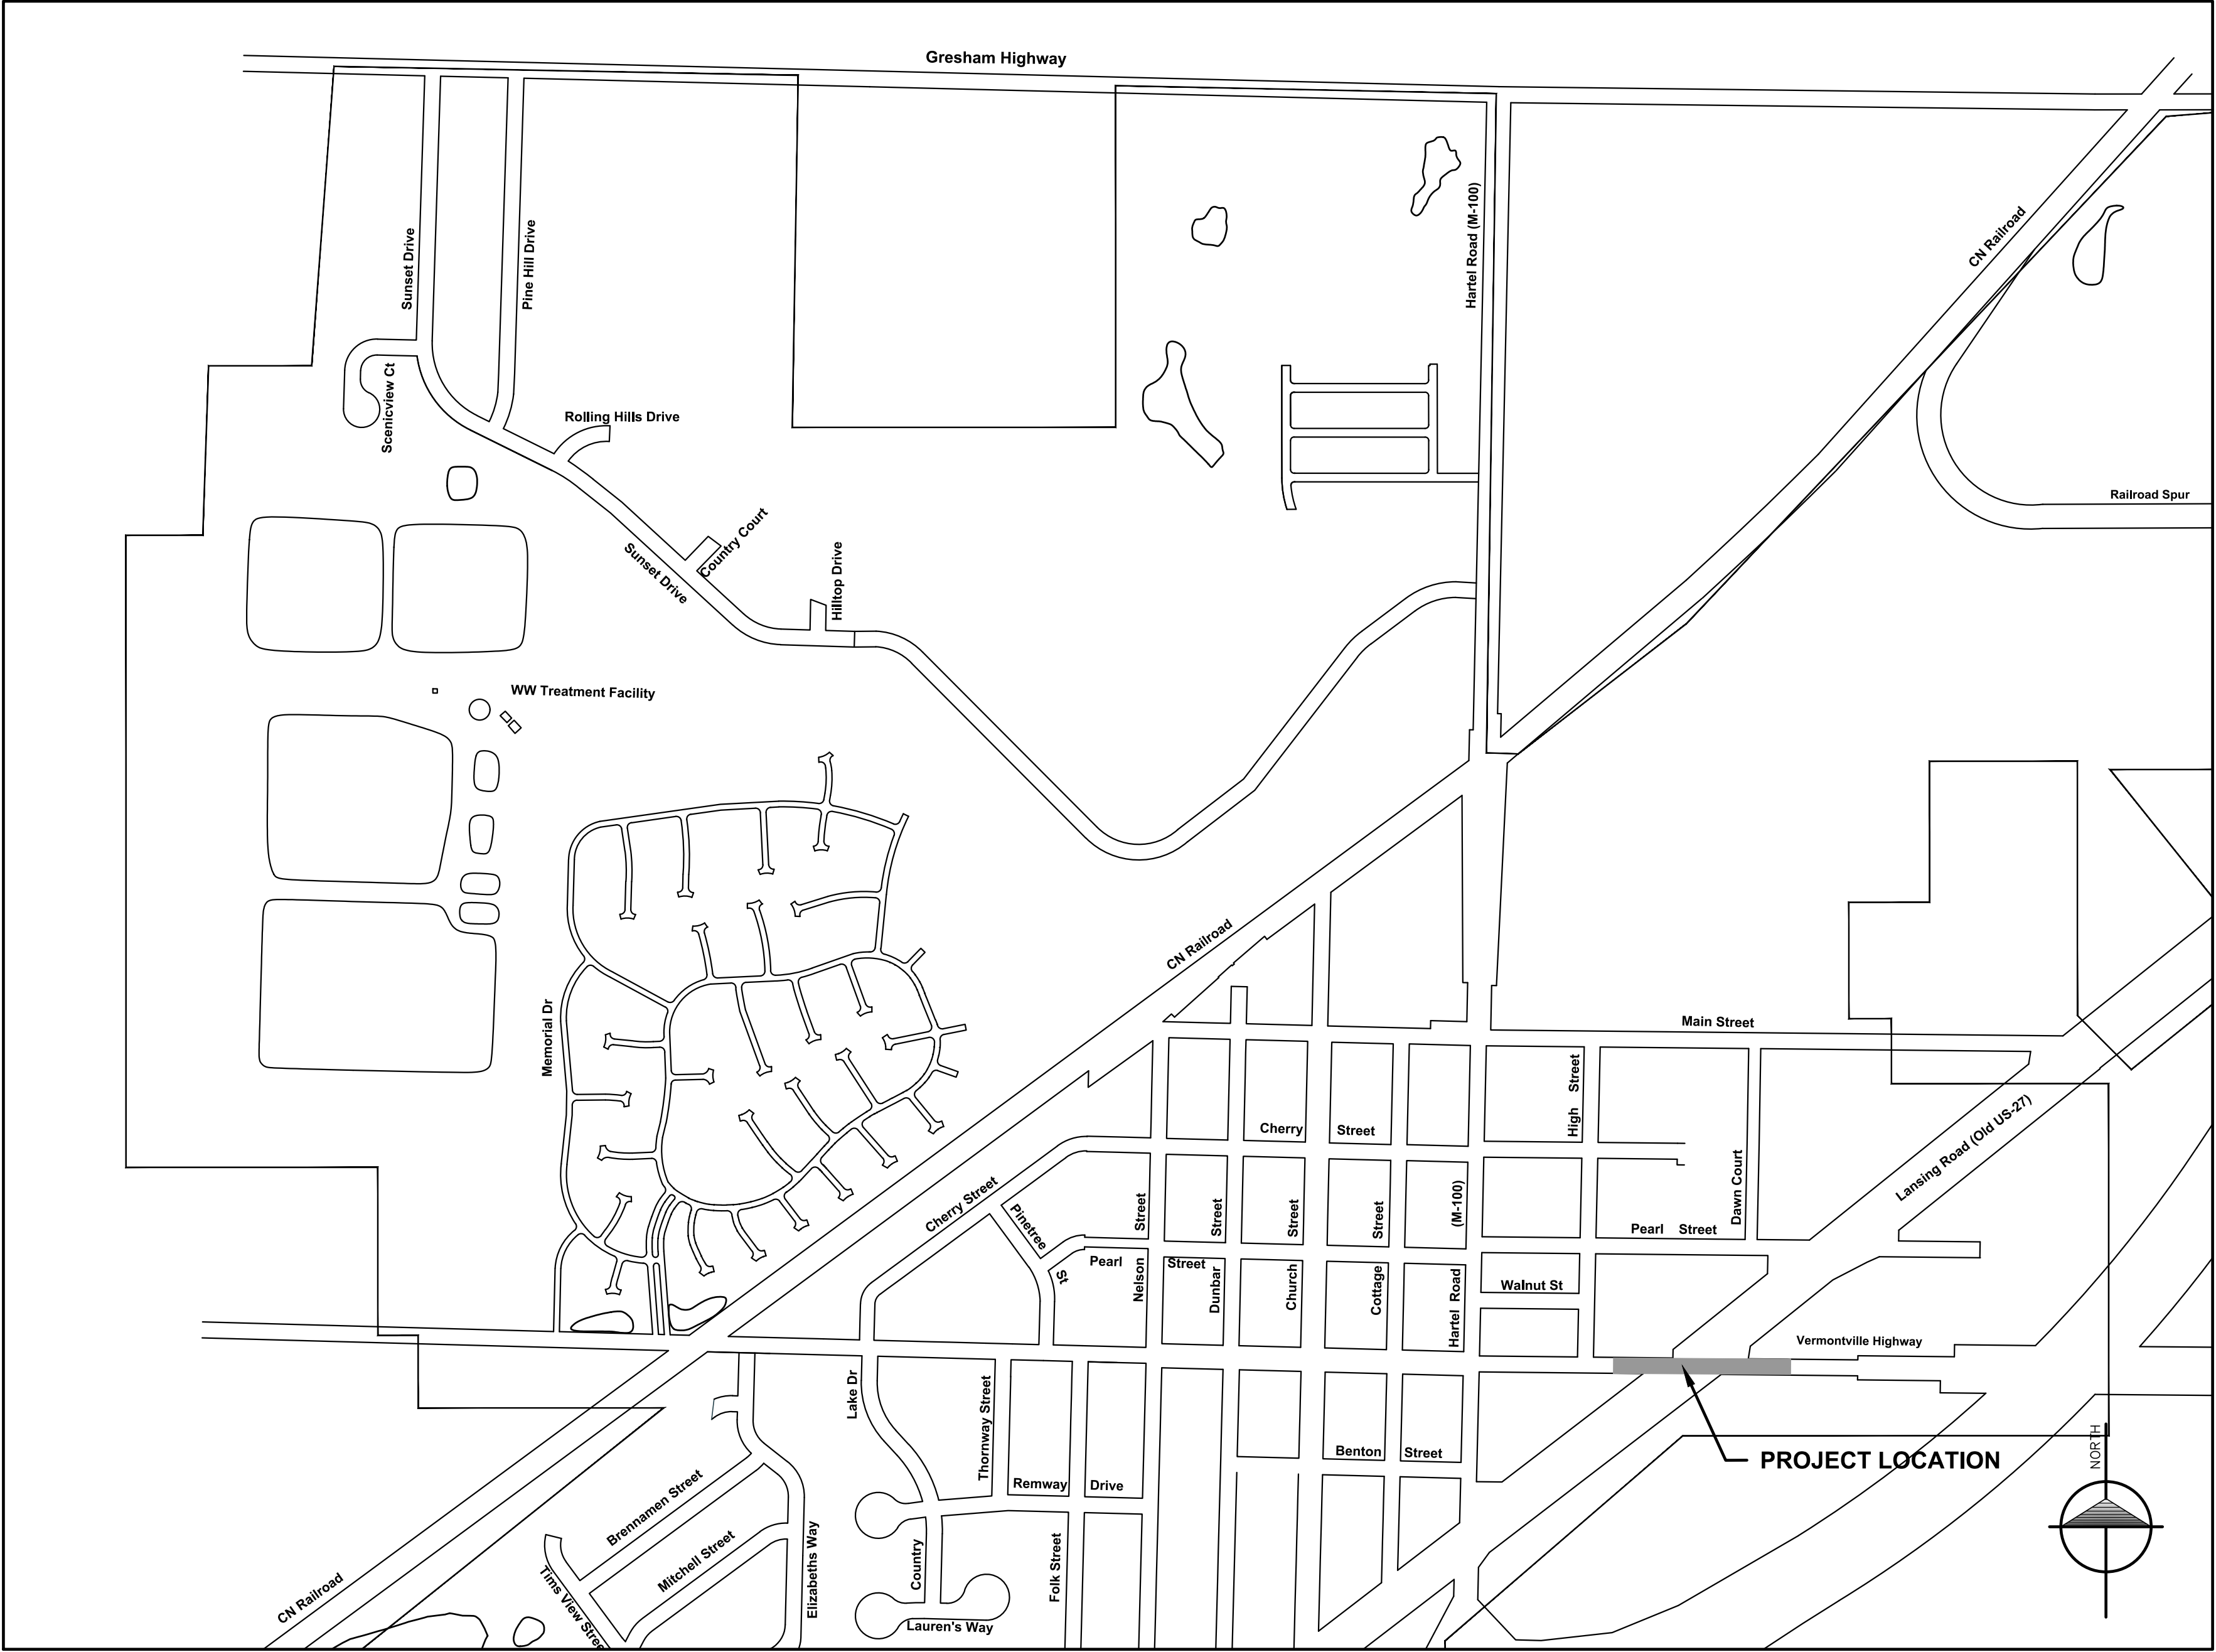 Gresham Highway
Sunset Drive
Pine Hill Drive
Hartel Road (M-100)
CN Railroad
Scenicview Ct
Rolling Hills Drive
Railroad Spur
Country Court
Sunset Drive
Hilltop Drive
WW Treatment Facility
CN Railroad
Memorial Dr
Main Street
High Street
Cherry Street
Lansing Road (Old US-27)
Dawn Court
Cherry Street
Pinetree St
Pearl Street
Nelson Street
Dunbar Street
Church Street
Cottage Street
Hartel Road (M-100)
Pearl Street
Walnut St
Vermontville Highway
Lake Dr
Thornway Street
Benton Street
PROJECT LOCATION
NORTH
Remway Drive
Brennamen Street
Mitchell Street
Elizabeths Way
Country
Folk Street
Tims View Stree
CN Railroad
Lauren's Way